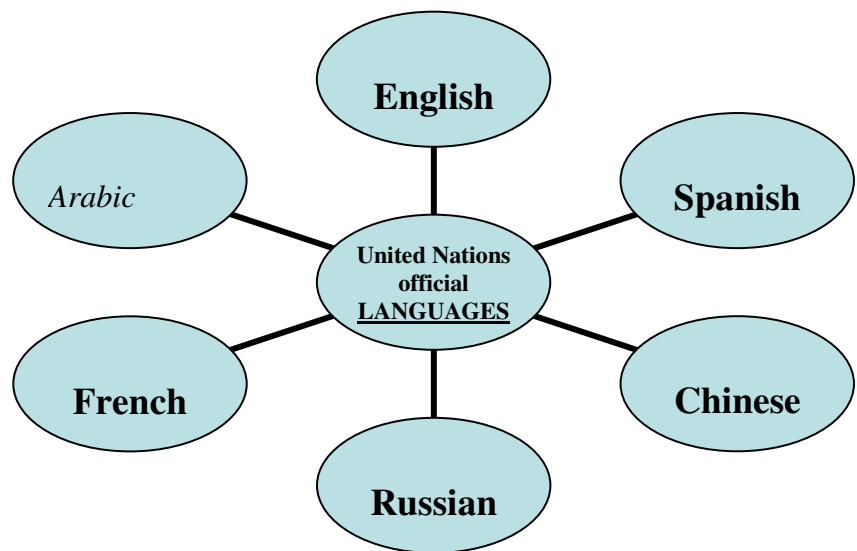 English
Arabic
Spanish
United Nations
official
LANGUAGES
French
Chinese
Russian